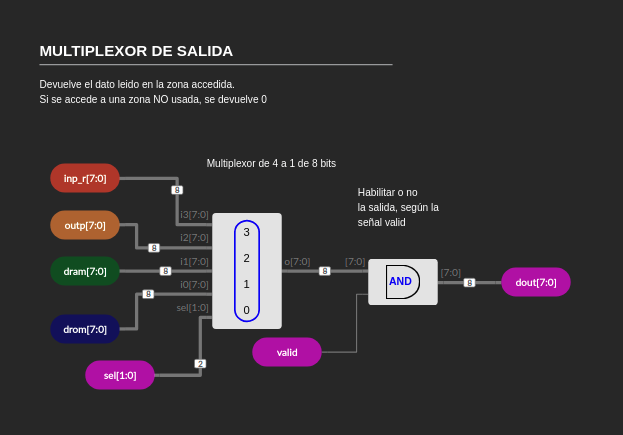 MULTIPLEXOR DE SALIDA
Devuelve el dato leido en la zona accedida.
Si se accede a una zona NO usada, se devuelve 0
Multiplexor de 4 a 1 de 8 bits
inp_r[7:0]
8
Habilitar o no
la salida, según la
señal valid
i3[7:0]
outp[7:0]
3
i2[7:0]
8
2
i1[7:0]
o[7:0]
[7:0]
dram[7:0]
8
8
AND
[7:0]
8
dout[7:0]
i0[7:0]
1
8
sel[1:0]
0
drom[7:0]
valid
2
sel[1:0]